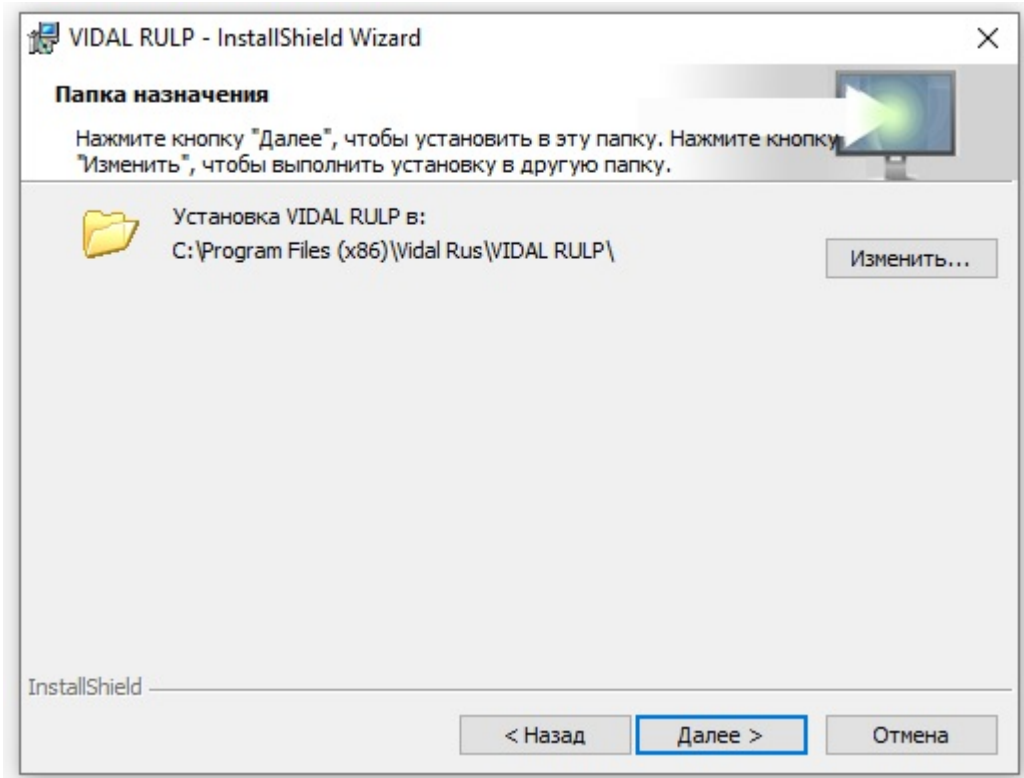 VIDAL RULP - InstallShield Wizard
Папка назначения
Нажмите кнопку "Далее", чтобы установить в эту папку. Нажмите кнопку
"Изменить", чтобы выполнить установку в другую папку.
Установка VIDAL RULP в:
C:\Program Files (x86)\Vidal Rus\VIDAL RULP\
Изменить...
InstallShield
< Назад
Далее >
Отмена